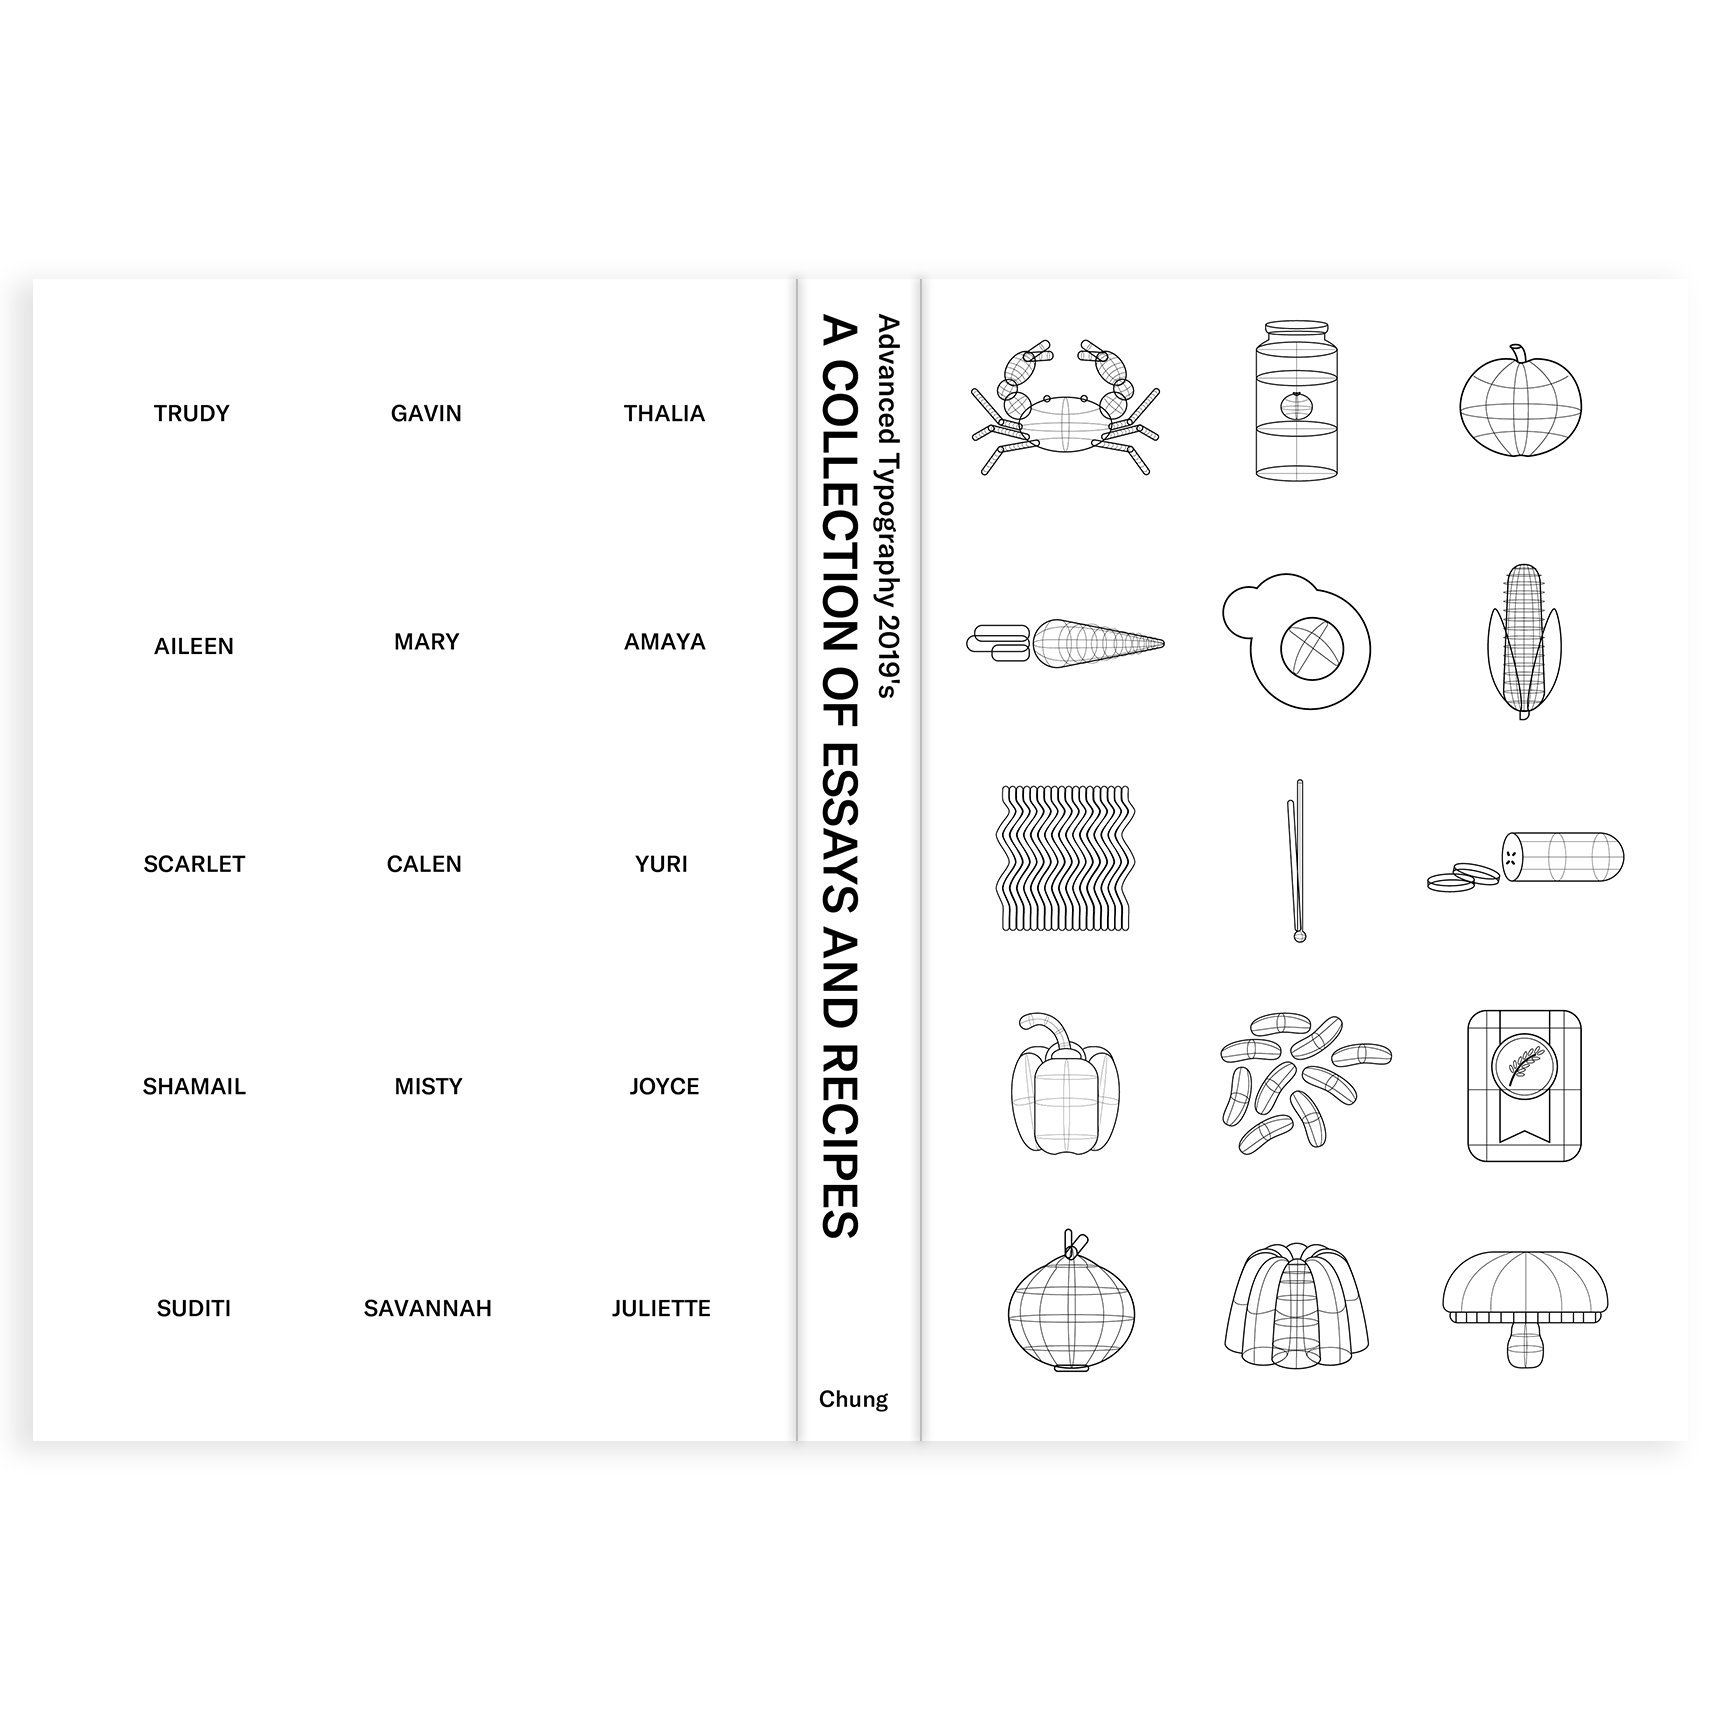 TRUDY GAVIN THALIA
AILEEN MARY AMAYA
SCARLET CALEN YURI
SHAMAIL MISTY JOYCE
SUDITI SAVANNAH JULIETTE
Advanced Typography 2019's
A COLLECTION OF ESSAYS AND RECIPES
Chung